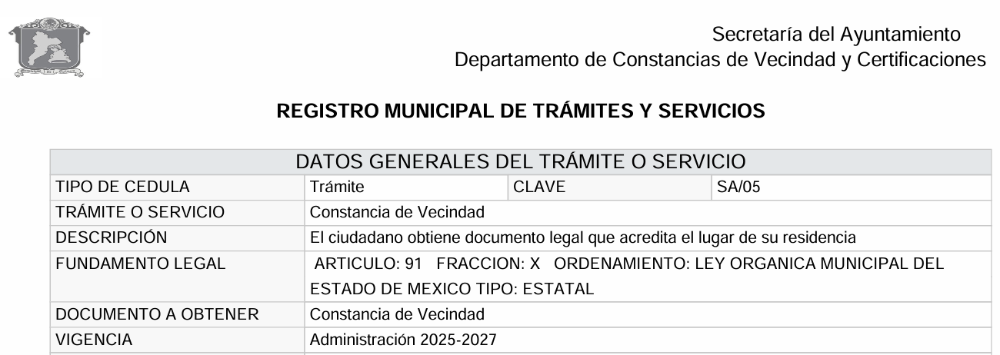 Secretaría del Ayuntamiento
Departamento de Constancias de Vecindad y Certificaciones
REGISTRO MUNICIPAL DE TRÁMITES Y SERVICIOS
DATOS GENERALES DEL TRÁMITE O SERVICIO
TIPO DE CEDULA Trámite CLAVE SA/05
TRÁMITE O SERVICIO Constancia de Vecindad
DESCRIPCIÓN El ciudadano obtiene documento legal que acredita el lugar de su residencia
FUNDAMENTO LEGAL ARTICULO: 91 FRACCION: X ORDENAMIENTO: LEY ORGANICA MUNICIPAL DEL
ESTADO DE MEXICO TIPO: ESTATAL
DOCUMENTO A OBTENER Constancia de Vecindad
VIGENCIA Administración 2025-2027